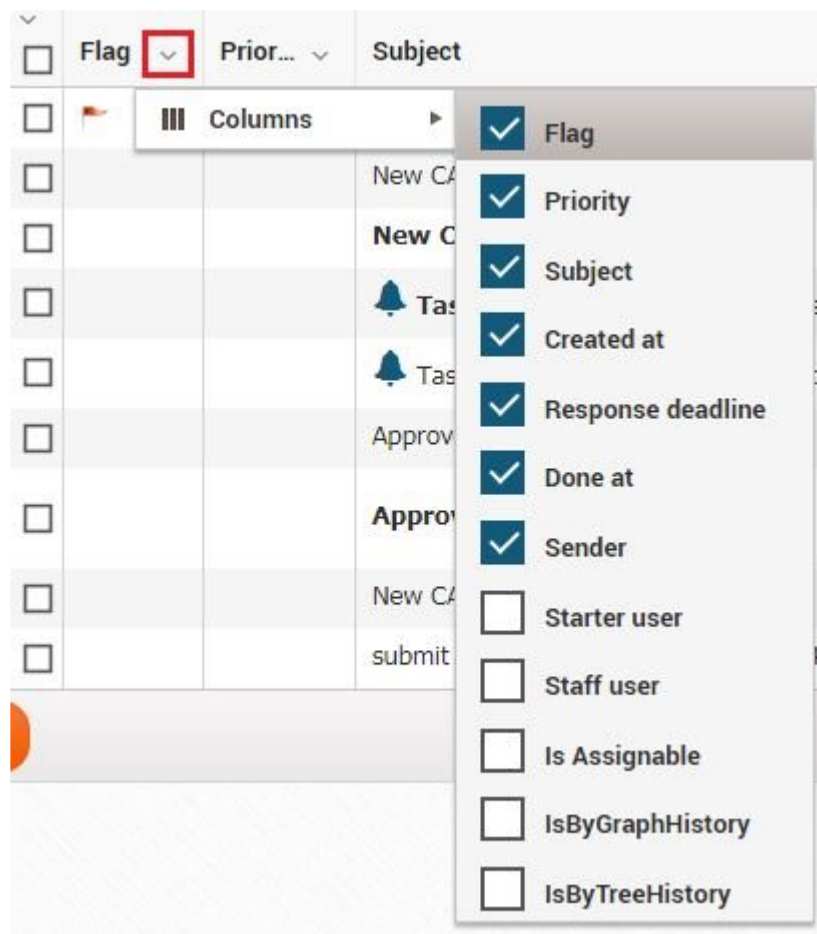 Flag Prior... Subject
Columns
Flag
New CA
Priority
New C
Subject
Tas
Created at
Tas
Response deadline
Approv
Done at
Appro
Sender
New CA
Starter user
submit
Staff user
Is Assignable
IsByGraphHistory
IsByTreeHistory